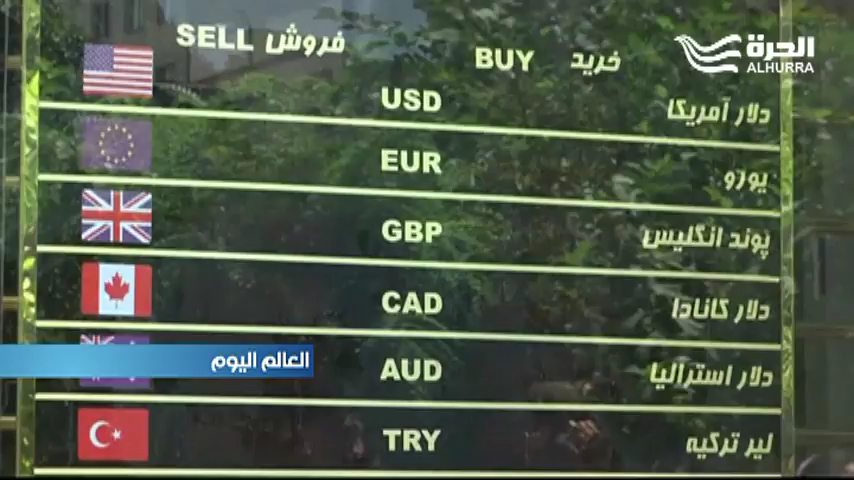 SELL فروش BUY خرید
الحرة
ALHURRA
USD دلار آمریکا
EUR یورو
GBP پوند انگلیس
CAD دلار کانادا
العالم اليوم
AUD دلار استرالیا
TRY لیر ترکیه